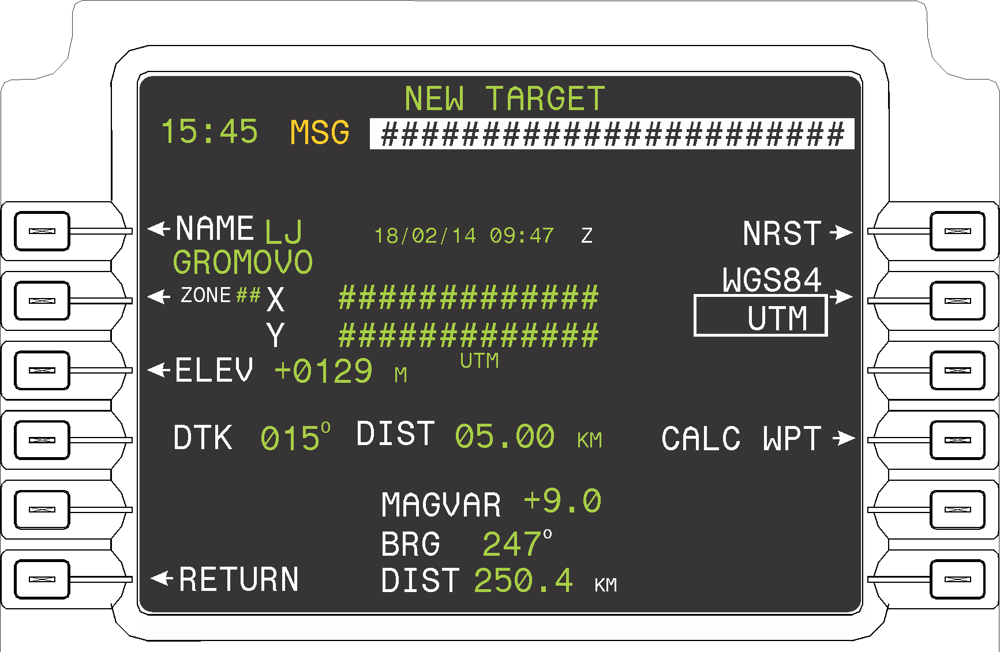 NEW TARGET
15:45 MSG #######################
NAME LJ 18/02/14 09:47 Z NRST
GROMOVO
WGS84
ZONE ## X #############
UTM
Y #############
UTM
ELEV +0129 M
DTK 015° DIST 05.00 KM CALC WPT
MAGVAR +9.0
BRG 247°
RETURN DIST 250.4 KM